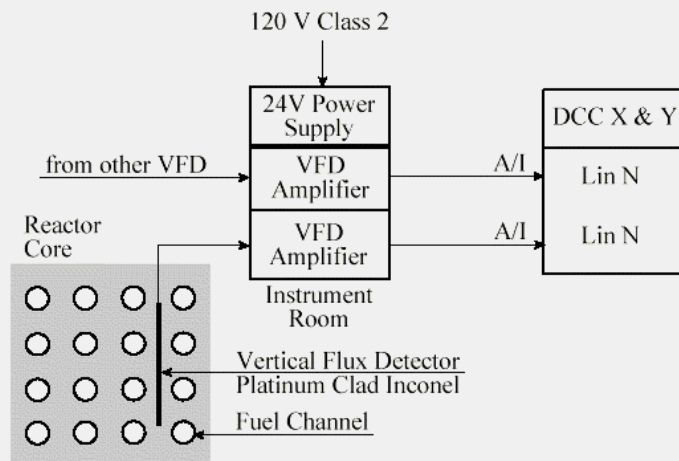 120 V Class 2
24V Power
Supply
DCC X & Y
from other VFD
VFD
Amplifier
A/I
Lin N
Reactor
Core
VFD
Amplifier
A/I
Lin N
Instrument
Room
Vertical Flux Detector
Platinum Clad Inconel
Fuel Channel